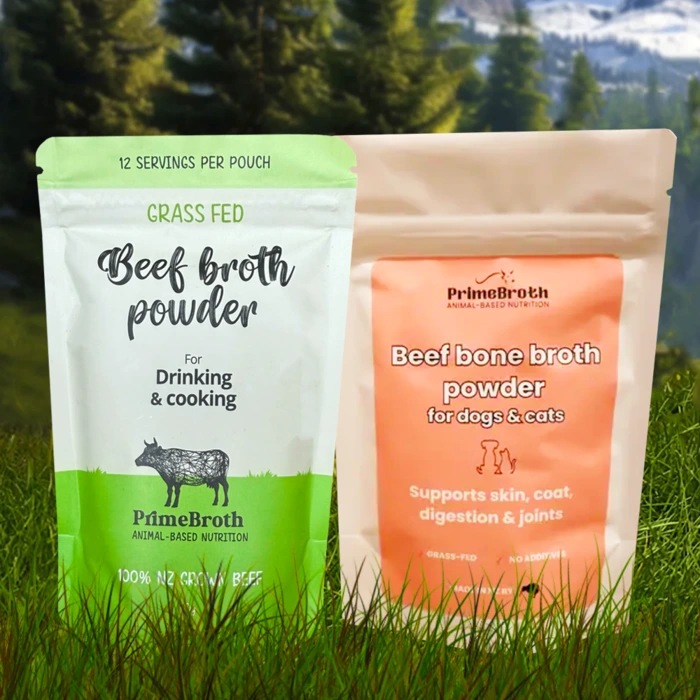 12 SERVINGS PER POUCH
GRASS FED
Beef broth
powder
For
Drinking
& cooking
PrimeBroth
ANIMAL-BASED NUTRITION
100% NZ GROWN BEEF
PrimeBroth
ANIMAL-BASED NUTRITION
Beef bone broth
powder
for dogs & cats
Supports skin, coat,
digestion & joints
GRASS-FED
NO ADDITIVES